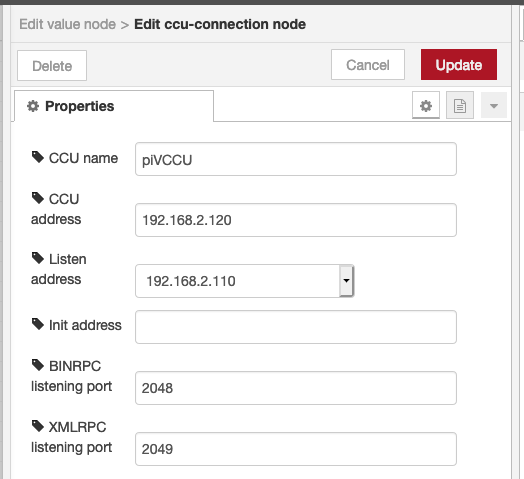 Edit value node > Edit ccu-connection node
Delete Cancel Update
Properties
CCU name piVCCU
CCU
address 192.168.2.120
Listen
address 192.168.2.110
Init address
BINRPC
listening port 2048
XMLRPC
listening port 2049